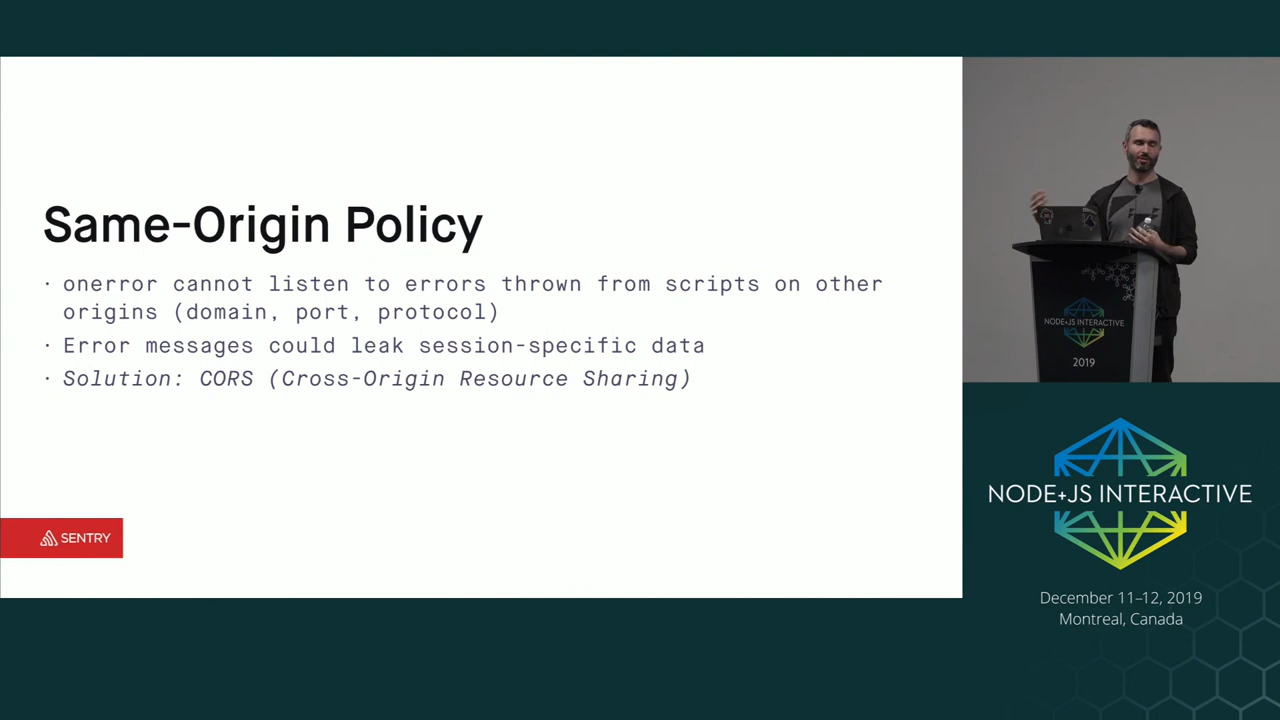 Same-Origin Policy
· onerror cannot listen to errors thrown from scripts on other
origins (domain, port, protocol)
· Error messages could leak session-specific data
· Solution: CORS (Cross-Origin Resource Sharing)
SENTRY
NODE+JS INTERACTIVE
2019
NODE+JS INTERACTIVE
December 11–12, 2019
Montreal, Canada